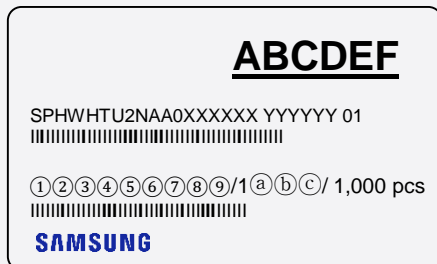 ABCDEF
SPHWHTU2NAA0XXXXXX YYYYYY 01
①②③④⑤⑥⑦⑧⑨/1ⓐⓑⓒ/ 1,000 pcs
SAMSUNG